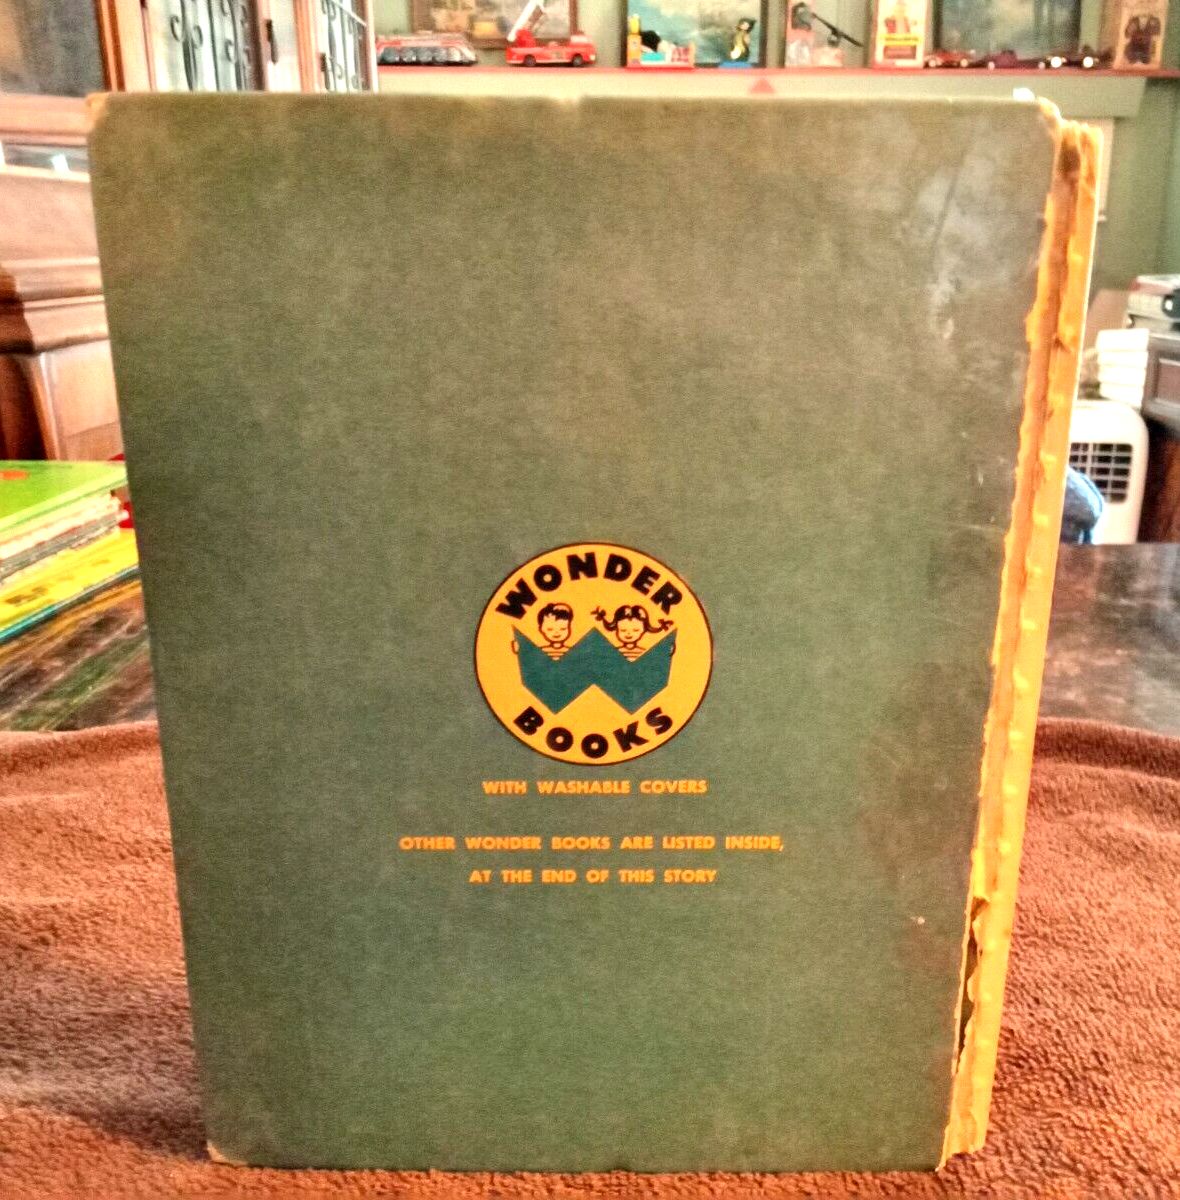 WONDER
BOOKS
WITH WASHABLE COVERS
OTHER WONDER BOOKS ARE LISTED INSIDE,
AT THE END OF THIS STORY